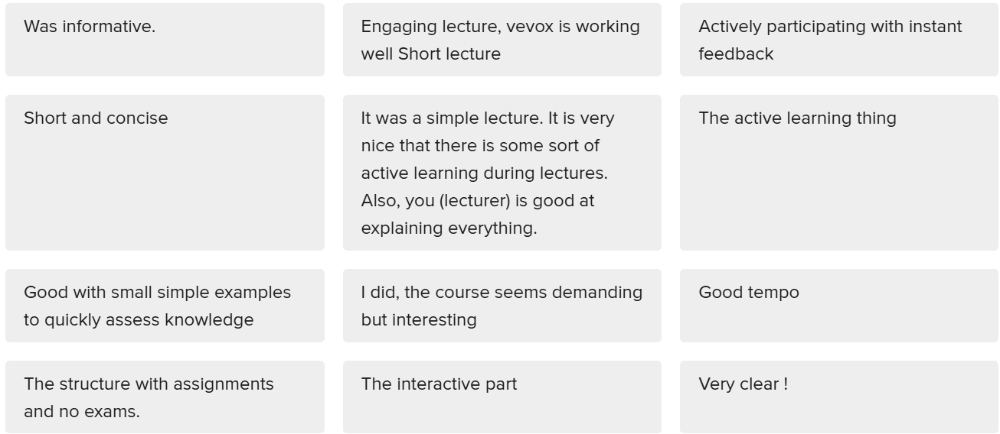 Was informative.
Engaging lecture, vevox is working
well Short lecture
Actively participating with instant
feedback
Short and concise
It was a simple lecture. It is very
nice that there is some sort of
active learning during lectures.
Also, you (lecturer) is good at
explaining everything.
The active learning thing
Good with small simple examples
to quickly assess knowledge
I did, the course seems demanding
but interesting
Good tempo
The structure with assignments
and no exams.
The interactive part
Very clear !